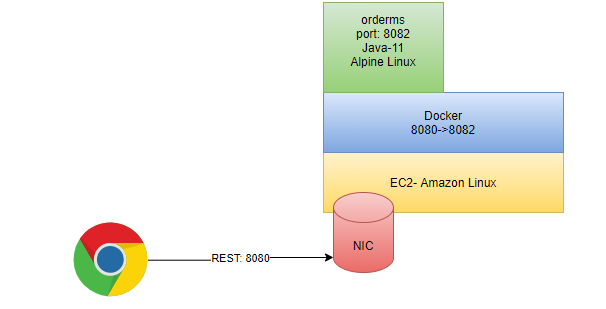 orderms
port: 8082
Java-11
Alpine Linux
Docker
8080->8082
EC2- Amazon Linux
NIC
REST: 8080